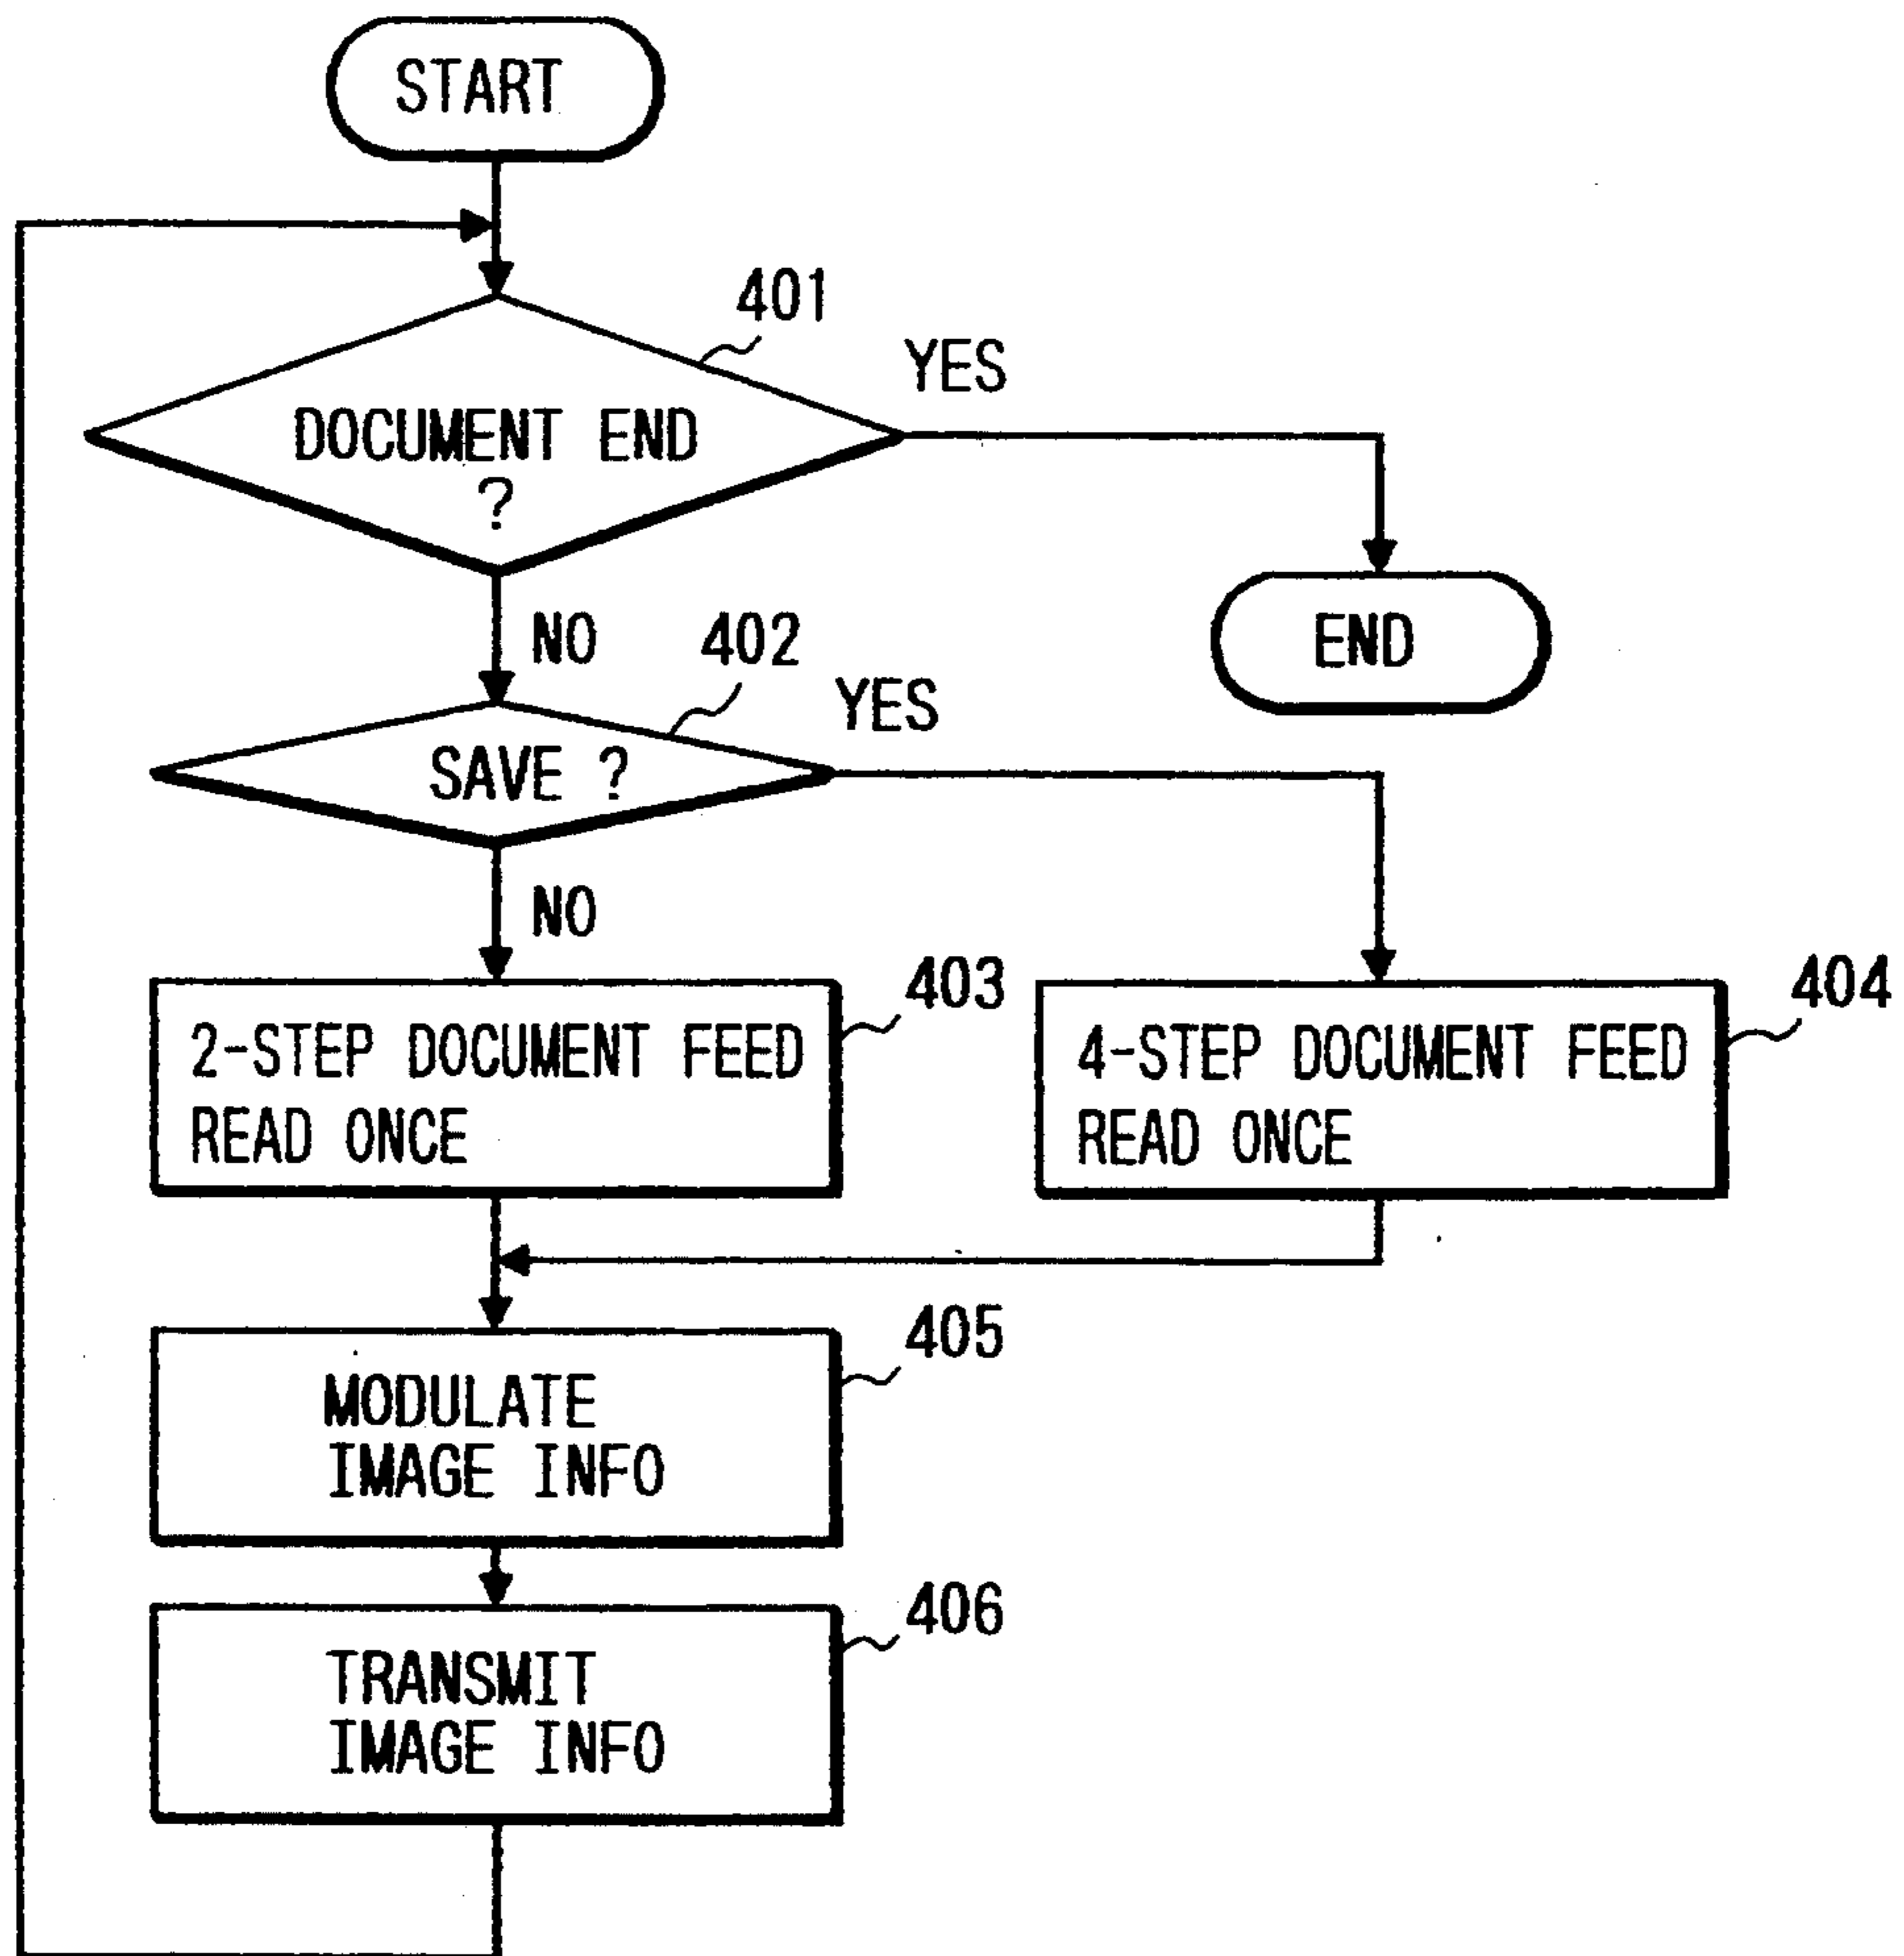 START
401
YES
DOCUMENT END
?
NO
402
YES
END
SAVE ?
NO
403
404
2-STEP DOCUMENT FEED
READ ONCE
4-STEP DOCUMENT FEED
READ ONCE
405
MODULATE
IMAGE INFO
406
TRANSMIT
IMAGE INFO